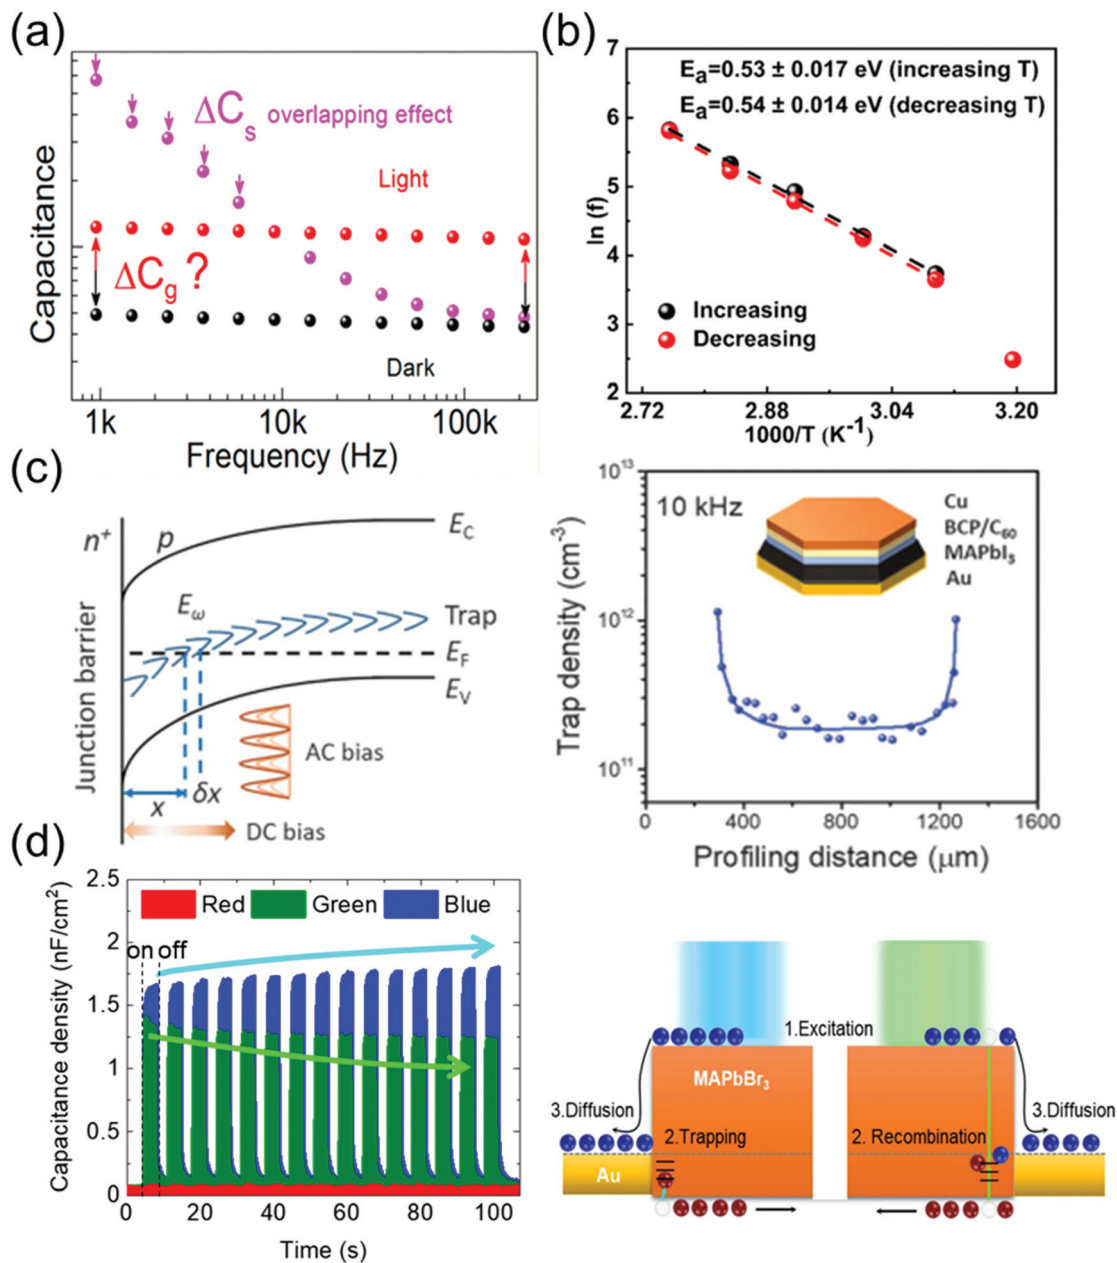 (a)
ΔCs overlapping effect
Light
ΔCg ?
Dark
Capacitance
1k 10k 100k
Frequency (Hz)
(b)
Ea=0.53 ± 0.017 eV (increasing T)
Ea=0.54 ± 0.014 eV (decreasing T)
ln (f)
6
5
4
3
2
Increasing
Decreasing
2.72 2.88 3.04 3.20
1000/T (K-1)
(c)
n+
p
EC
Eω
Trap
EF
EV
Junction barrier
AC bias
x
δx
DC bias
10 kHz
Cu
BCP/C60
MAPbI3
Au
Trap density (cm-3)
10^13
10^12
10^11
0 400 800 1200 1600
Profiling distance (μm)
(d)
Red Green Blue
on off
Capacitance density (nF/cm2)
2.5
2
1.5
1
0.5
0
0 20 40 60 80 100
Time (s)
1.Excitation
MAPbBr3
3.Diffusion
3.Diffusion
2.Trapping
2. Recombination
Au